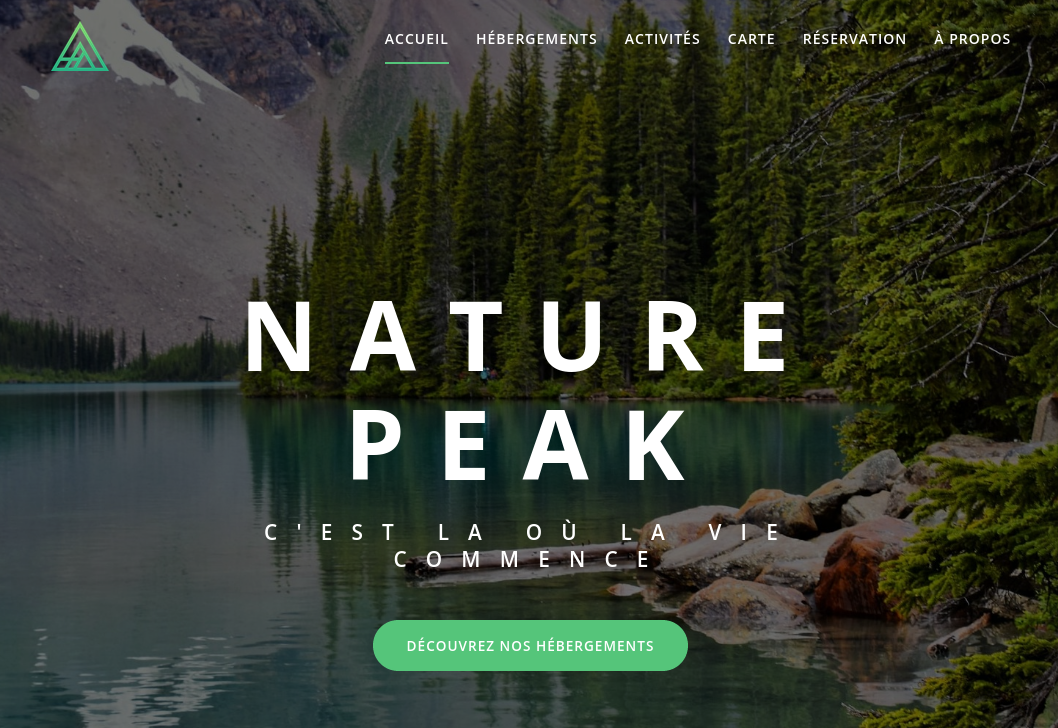 ACCUEIL HÉBERGEMENTS ACTIVITÉS CARTE RÉSERVATION À PROPOS
NATURE
PEAK
C'EST LA OÙ LA VIE
COMMENCE
DÉCOUVREZ NOS HÉBERGEMENTS